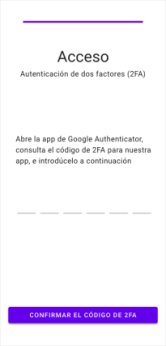 Acceso
Autenticación de dos factores (2FA)
Abre la app de Google Authenticator,
consulta el código de 2FA para nuestra
app, e introdúcelo a continuación
CONFIRMAR EL CÓDIGO DE 2FA